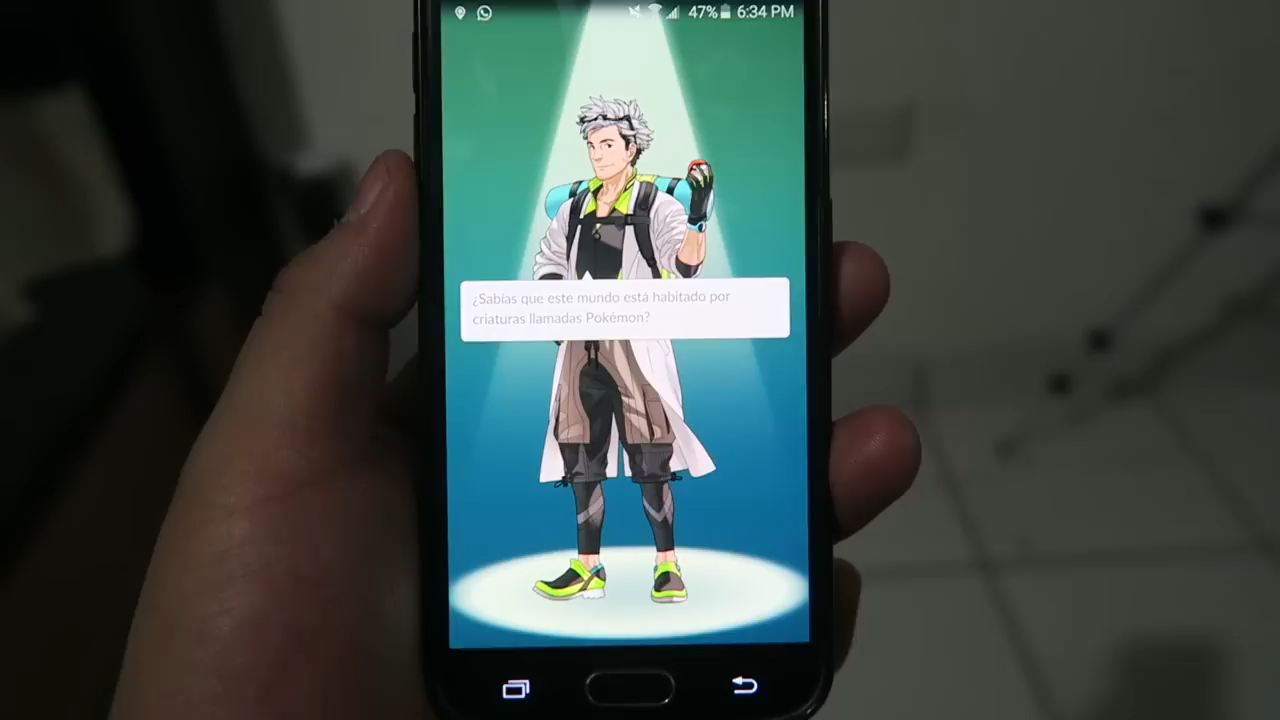 47% 6:34 PM
¿Sabías que este mundo está habitado por
criaturas llamadas Pokémon?